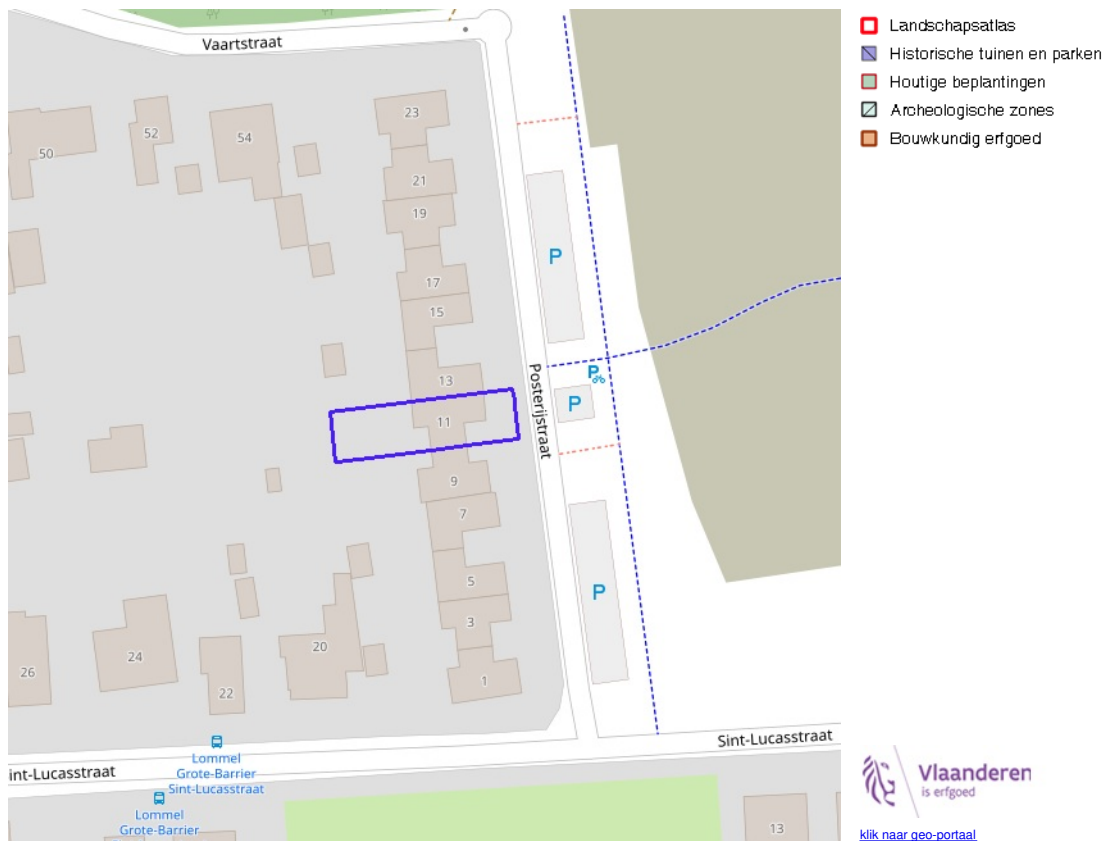 Vaartstraat
50
52
54
23
21
19
17
15
13
11
9
7
5
3
1
P
P
P
P
Posterijstraat
26
24
22
20
Lommel
Grote-Barrier
Sint-Lucasstraat
Sint-Lucasstraat
int-Lucasstraat
Lommel
Grote-Barrier
13
Landschapsatlas
Historische tuinen en parken
Houtige beplantingen
Archeologische zones
Bouwkundig erfgoed
Vlaanderen
is erfgoed
klik naar geo-portaal